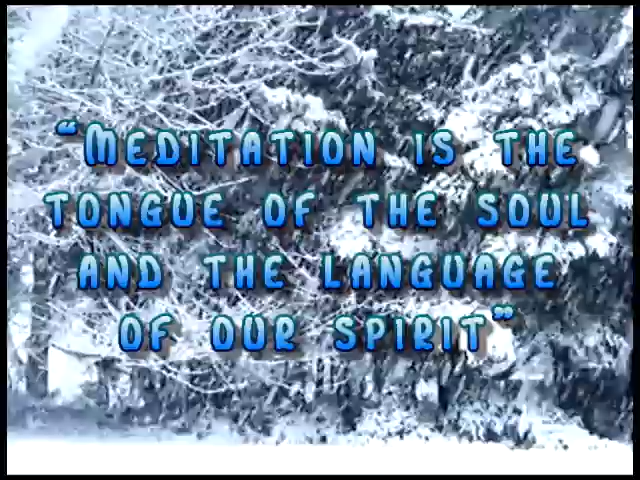 “Meditation is the
tongue of the soul
and the language
of our spirit”